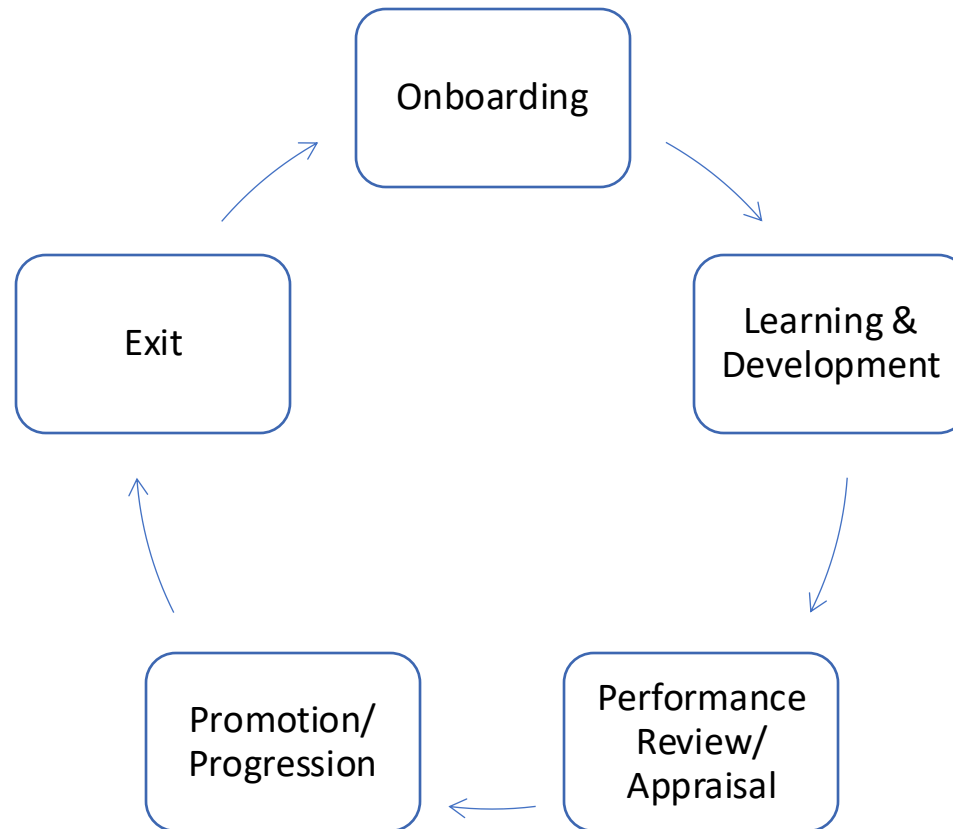 Onboarding
Learning &
Development
Performance
Review/
Appraisal
Promotion/
Progression
Exit